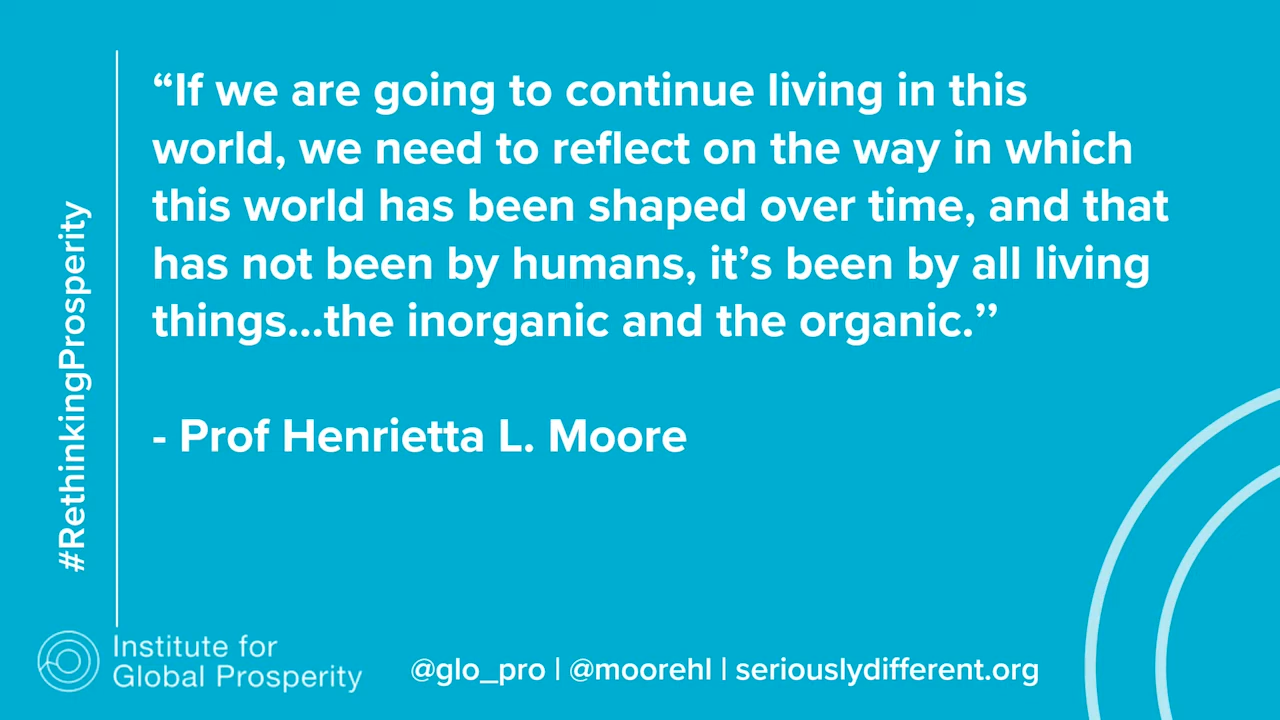 “If we are going to continue living in this
world, we need to reflect on the way in which
this world has been shaped over time, and that
has not been by humans, it’s been by all living
things...the inorganic and the organic.’’
- Prof Henrietta L. Moore
#RethinkingProsperity
Institute for
Global Prosperity
@glo_pro | @moorehl | seriouslydifferent.org